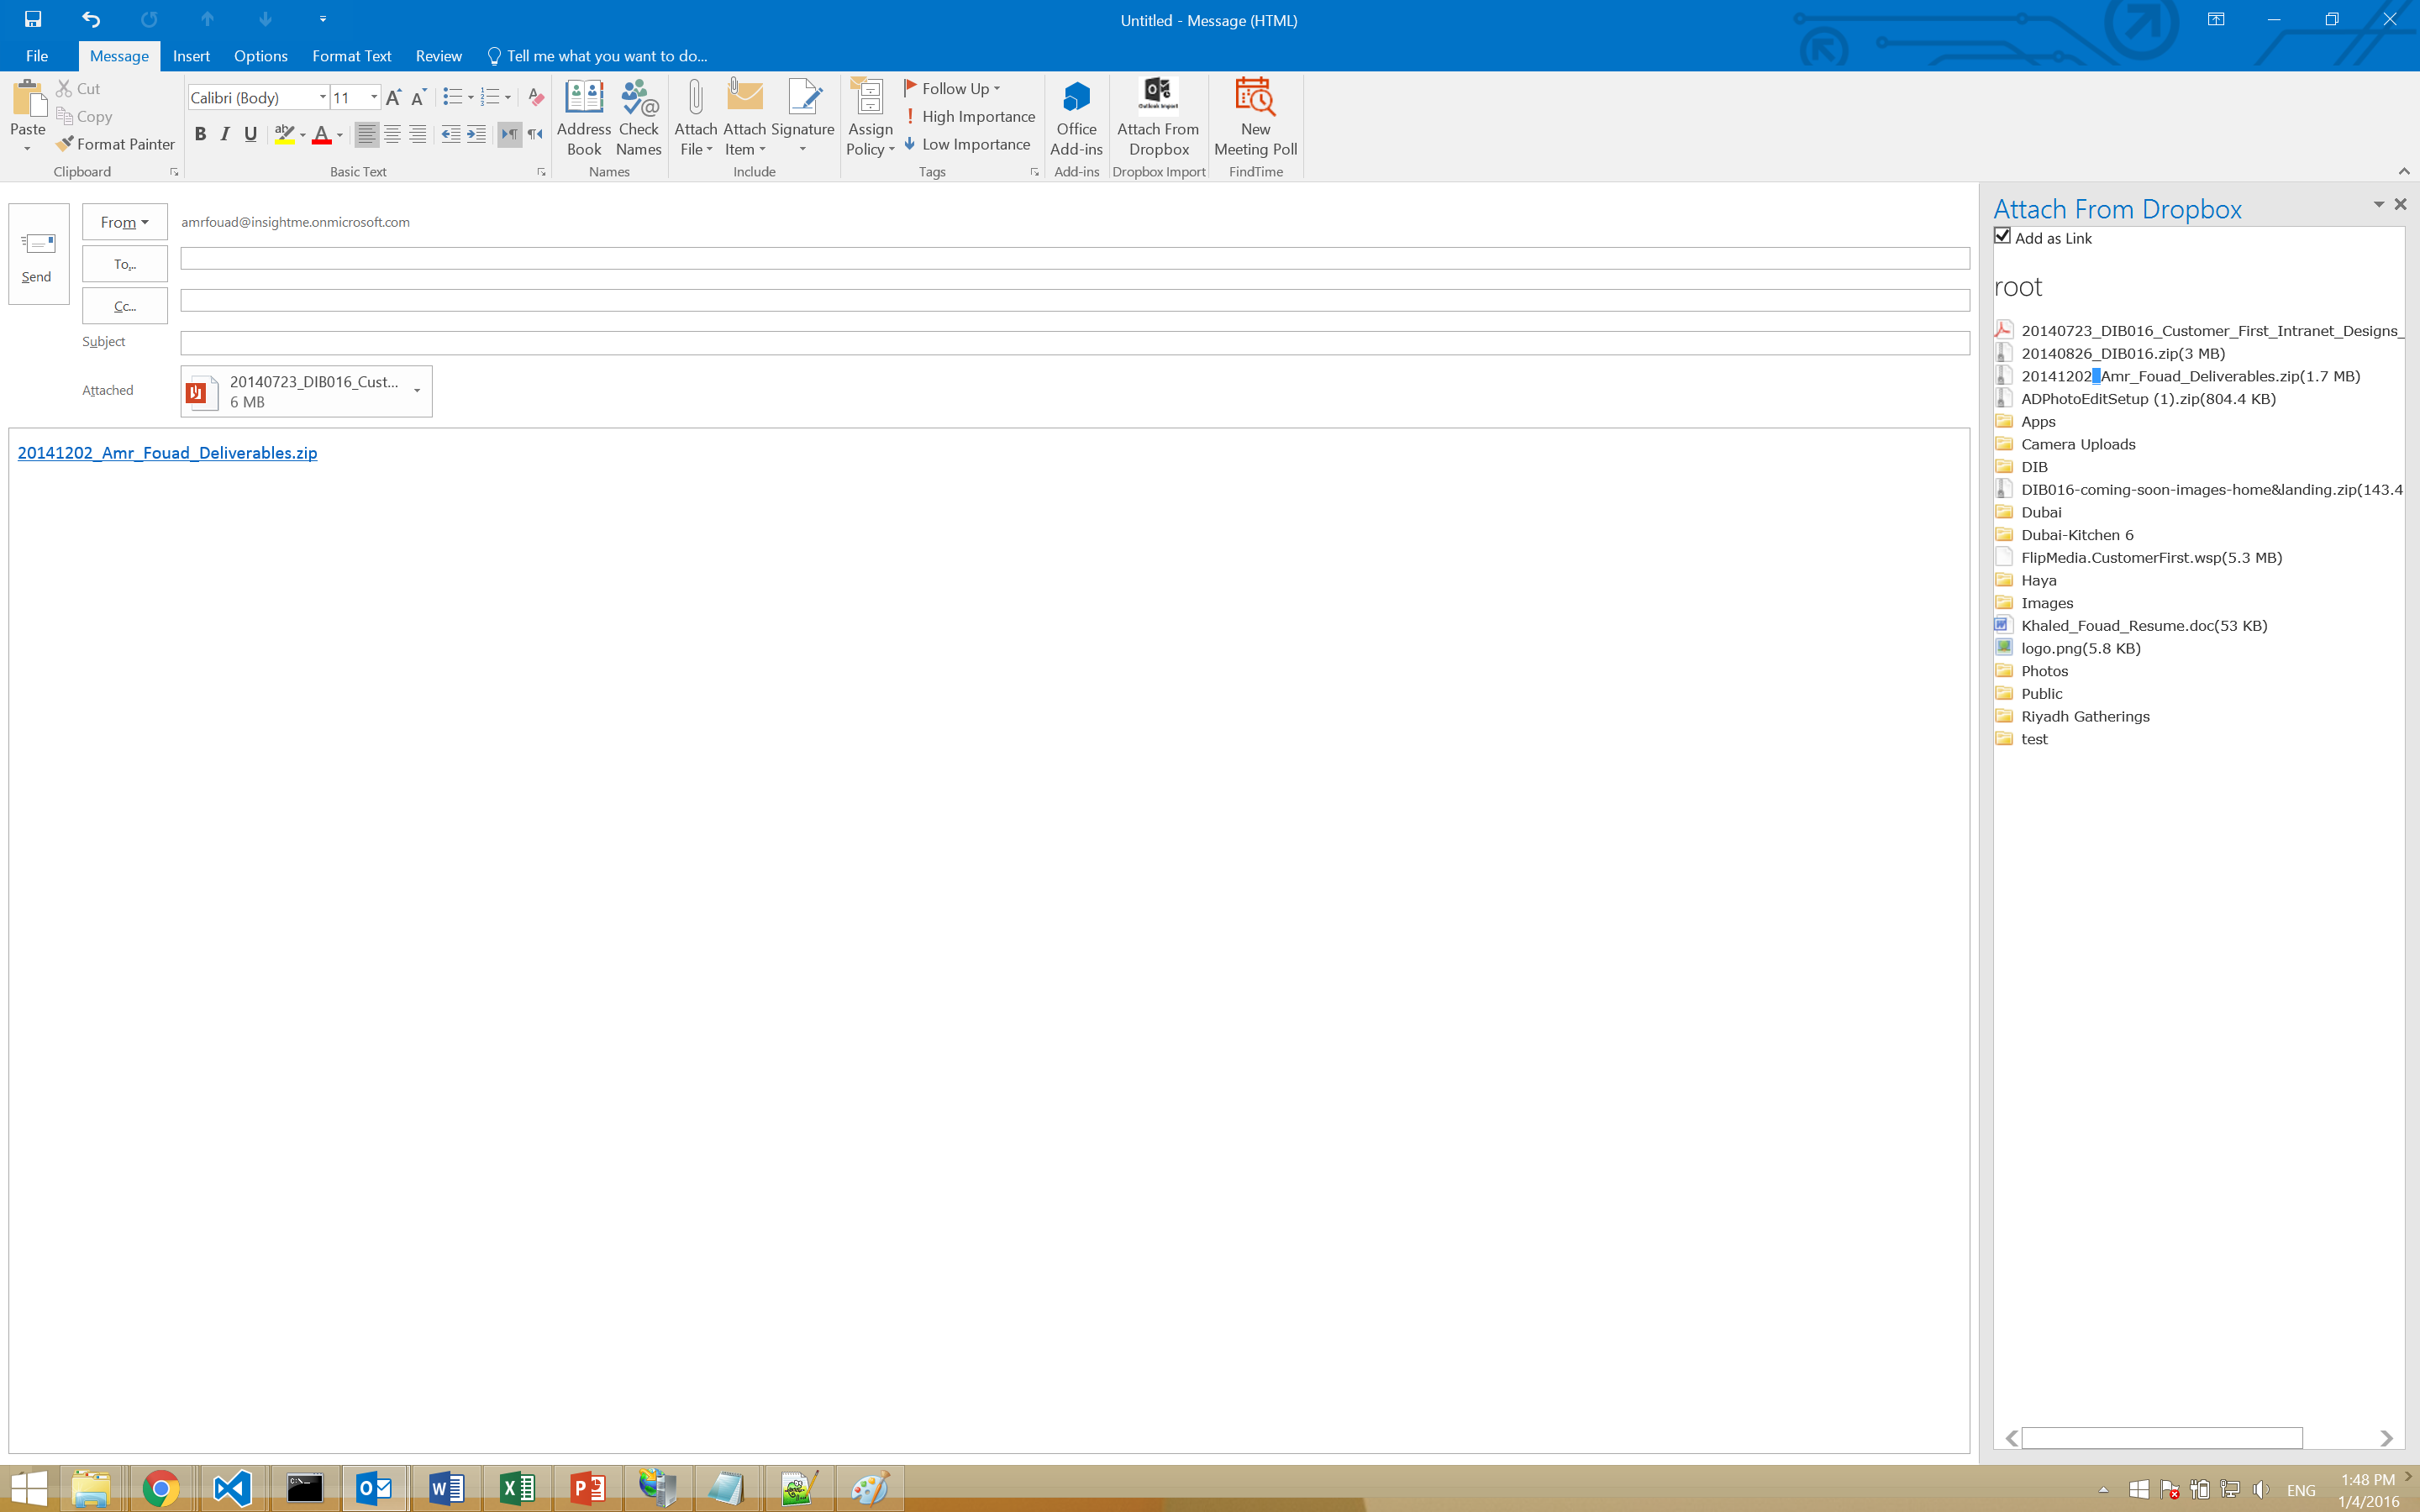 Untitled - Message (HTML)
File Message Insert Options Format Text Review Tell me what you want to do...
Paste
Cut
Copy
Format Painter
Clipboard
Calibri (Body) 11
B I U ab A
Basic Text
Address Book
Check Names
Names
Attach File
Attach Item
Signature
Include
Assign Policy
Follow Up
High Importance
Low Importance
Tags
Office Add-ins
Add-ins
Outlook Import
Attach From Dropbox
Dropbox Import
New Meeting Poll
FindTime
Send
From amrfouad@insightme.onmicrosoft.com
To...
Cc...
Subject
Attached
20140723_DIB016_Cust...
6 MB
20141202_Amr_Fouad_Deliverables.zip
Attach From Dropbox
Add as Link
root
20140723_DIB016_Customer_First_Intranet_Designs_
20140826_DIB016.zip(3 MB)
20141202_Amr_Fouad_Deliverables.zip(1.7 MB)
ADPhotoEditSetup (1).zip(804.4 KB)
Apps
Camera Uploads
DIB
DIB016-coming-soon-images-home&landing.zip(143.4
Dubai
Dubai-Kitchen 6
FlipMedia.CustomerFirst.wsp(5.3 MB)
Haya
Images
Khaled_Fouad_Resume.doc(53 KB)
logo.png(5.8 KB)
Photos
Public
Riyadh Gatherings
test
ENG
1:48 PM
1/4/2016